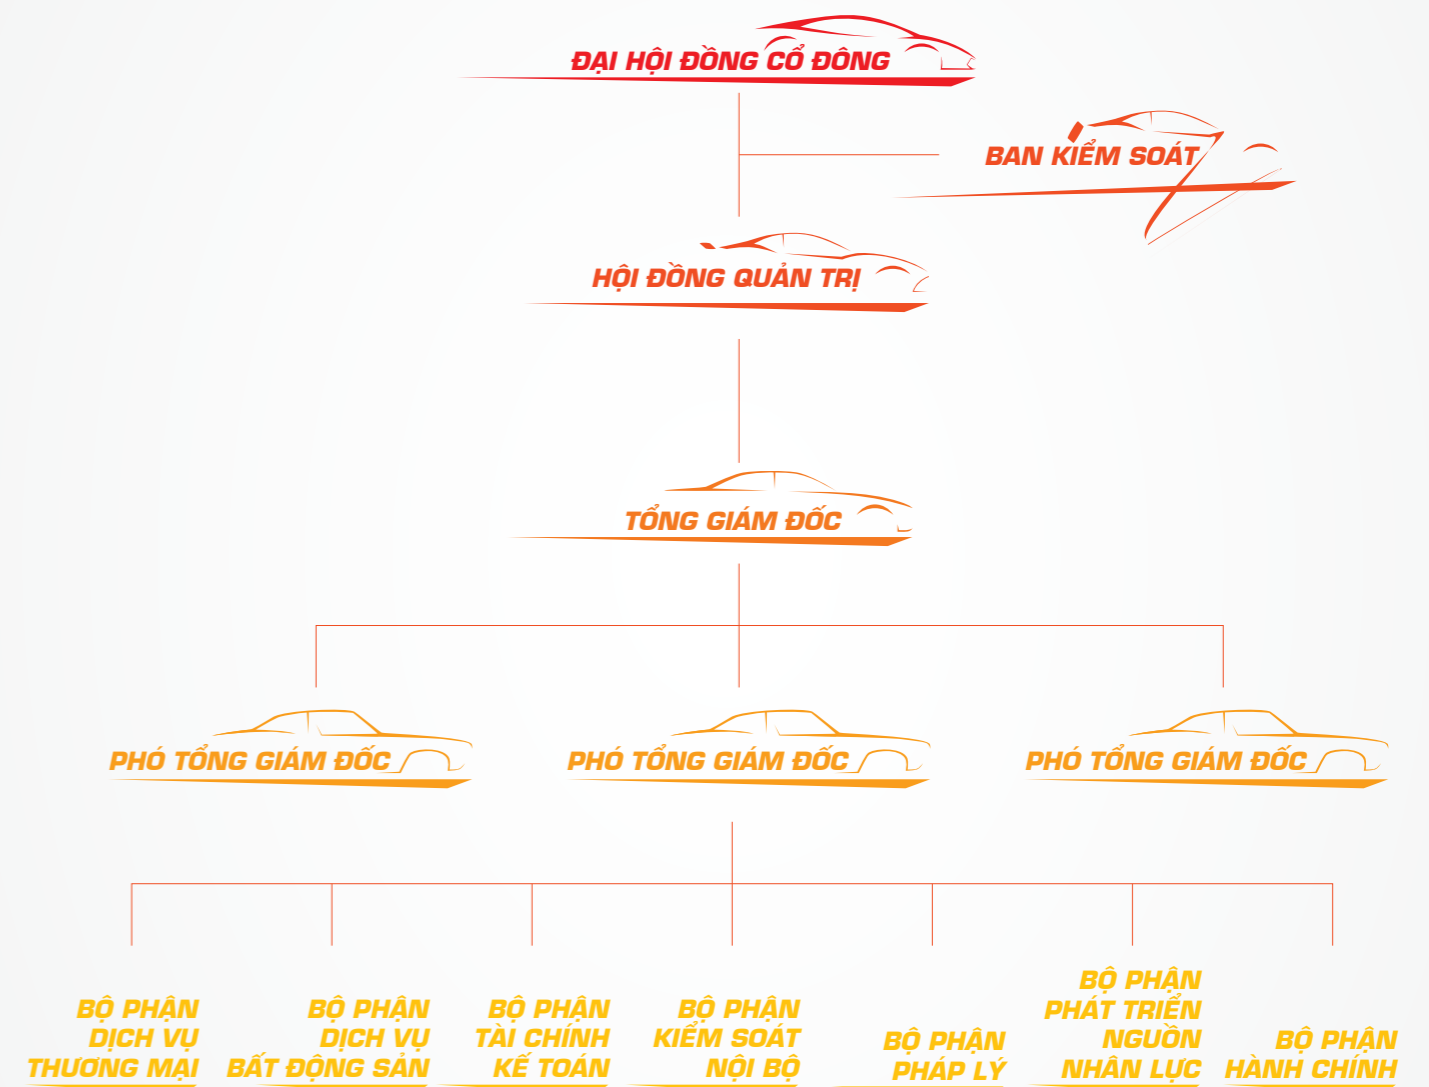 ĐẠI HỘI ĐỒNG CỔ ĐÔNG
BAN KIỂM SOÁT
HỘI ĐỒNG QUẢN TRỊ
TỔNG GIÁM ĐỐC
PHÓ TỔNG GIÁM ĐỐC
PHÓ TỔNG GIÁM ĐỐC
PHÓ TỔNG GIÁM ĐỐC
BỘ PHẬN
DỊCH VỤ
THƯƠNG MẠI
BỘ PHẬN
DỊCH VỤ
BẤT ĐỘNG SẢN
BỘ PHẬN
TÀI CHÍNH
KẾ TOÁN
BỘ PHẬN
KIỂM SOÁT
NỘI BỘ
BỘ PHẬN
PHÁP LÝ
BỘ PHẬN
PHÁT TRIỂN
NGUỒN
NHÂN LỰC
BỘ PHẬN
HÀNH CHÍNH